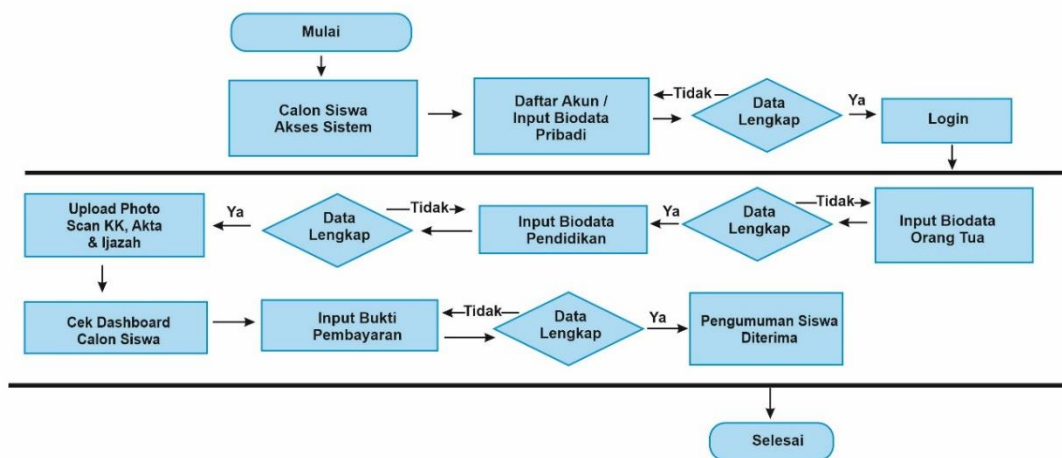 Mulai
Calon Siswa
Akses Sistem
Daftar Akun /
Input Biodata
Pribadi
Tidak
Data
Lengkap
Ya
Login
Upload Photo
Scan KK, Akta
& Ijazah
Ya
Data
Lengkap
Tidak
Input Biodata
Pendidikan
Ya
Data
Lengkap
Tidak
Input Biodata
Orang Tua
Cek Dashboard
Calon Siswa
Input Bukti
Pembayaran
Tidak
Data
Lengkap
Ya
Pengumuman Siswa
Diterima
Selesai